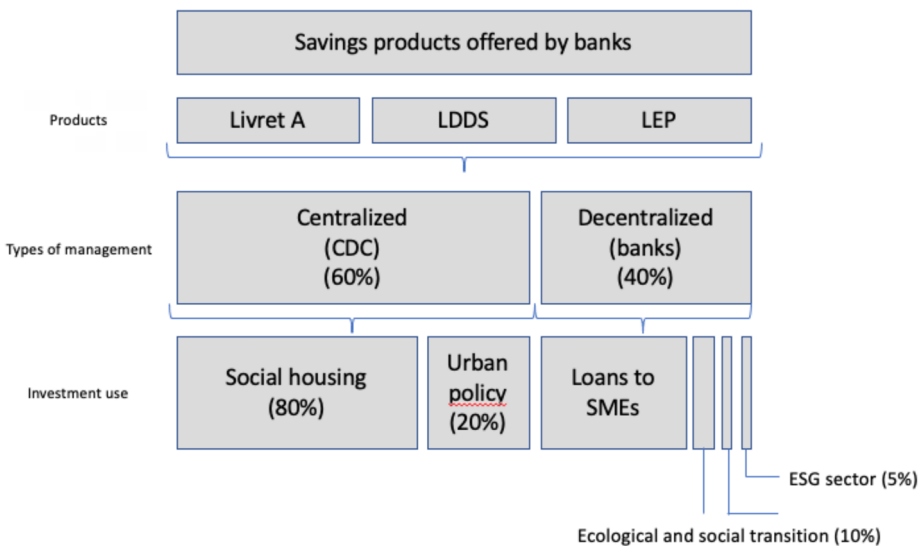 Savings products offered by banks
Products
Livret A
LDDS
LEP
Types of management
Centralized
(CDC)
(60%)
Decentralized
(banks)
(40%)
Investment use
Social housing
(80%)
Urban
policy
(20%)
Loans to
SMEs
ESG sector (5%)
Ecological and social transition (10%)